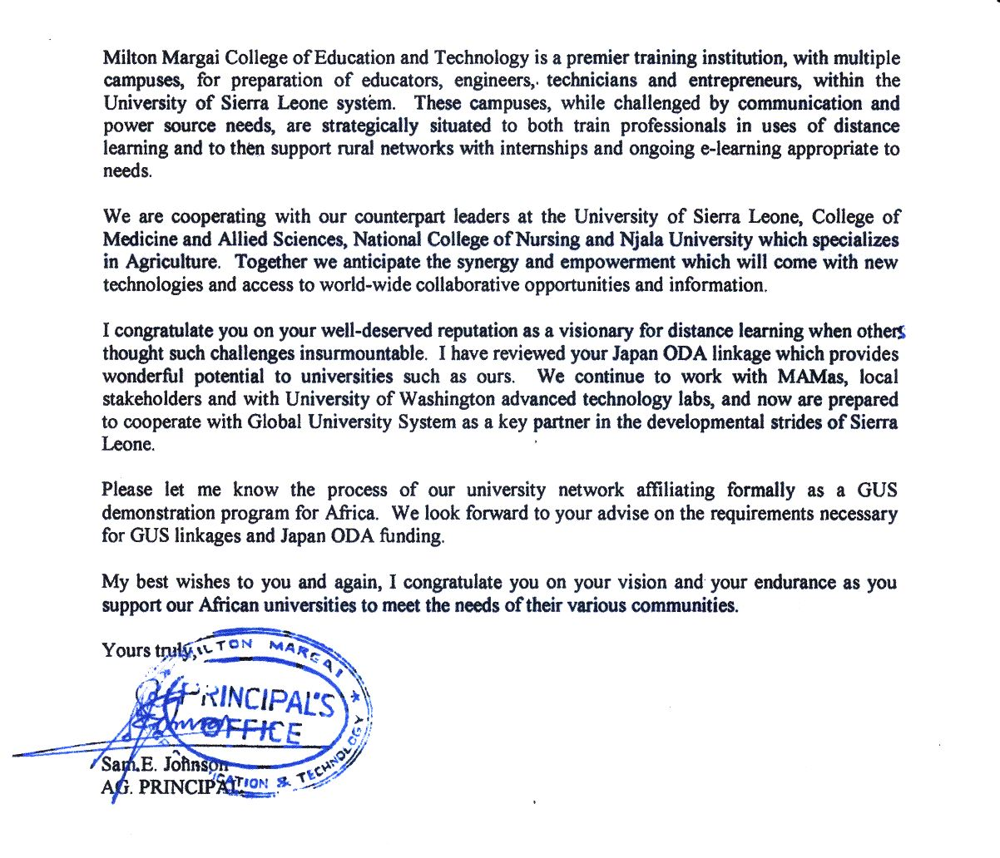 Milton Margai College of Education and Technology is a premier training institution, with multiple
campuses, for preparation of educators, engineers, technicians and entrepreneurs, within the
University of Sierra Leone system. These campuses, while challenged by communication and
power source needs, are strategically situated to both train professionals in uses of distance
learning and to then support rural networks with internships and ongoing e-learning appropriate to
needs.
We are cooperating with our counterpart leaders at the University of Sierra Leone, College of
Medicine and Allied Sciences, National College of Nursing and Njala University which specializes
in Agriculture. Together we anticipate the synergy and empowerment which will come with new
technologies and access to world-wide collaborative opportunities and information.
I congratulate you on your well-deserved reputation as a visionary for distance learning when others
thought such challenges insurmountable. I have reviewed your Japan ODA linkage which provides
wonderful potential to universities such as ours. We continue to work with MAMas, local
stakeholders and with University of Washington advanced technology labs, and now are prepared
to cooperate with Global University System as a key partner in the developmental strides of Sierra
Leone.
Please let me know the process of our university network affiliating formally as a GUS
demonstration program for Africa. We look forward to your advise on the requirements necessary
for GUS linkages and Japan ODA funding.
My best wishes to you and again, I congratulate you on your vision and your endurance as you
support our African universities to meet the needs of their various communities.
Yours truly,
ILTON MARGAI
PRINCIPAL'S
OFFICE
ICATION & TECHNOLOGY
Sam.E. Johnson
AG. PRINCIPAL